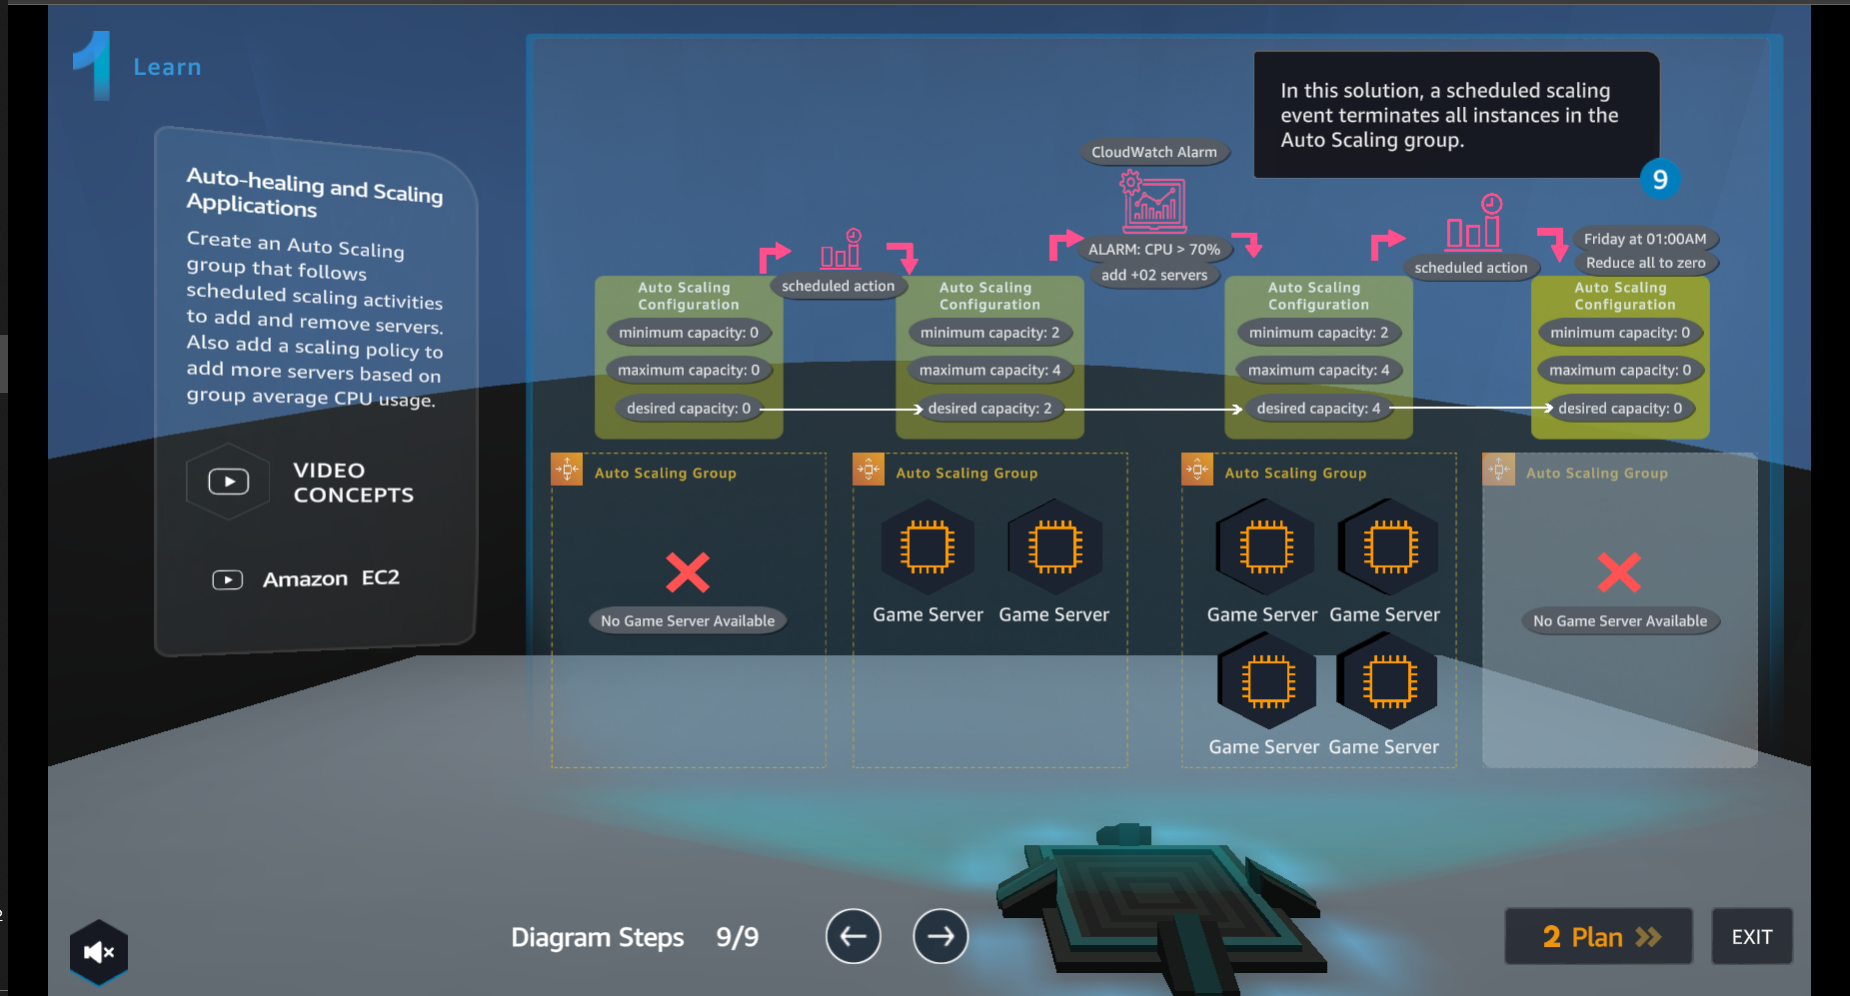 1 Learn
Auto-healing and Scaling
Applications
Create an Auto Scaling
group that follows
scheduled scaling activities
to add and remove servers.
Also add a scaling policy to
add more servers based on
group average CPU usage.
VIDEO
CONCEPTS
Amazon EC2
In this solution, a scheduled scaling
event terminates all instances in the
Auto Scaling group.
9
CloudWatch Alarm
ALARM: CPU > 70%
add +02 servers
scheduled action
scheduled action
Friday at 01:00AM
Reduce all to zero
Auto Scaling
Configuration
minimum capacity: 0
maximum capacity: 0
desired capacity: 0
Auto Scaling
Configuration
minimum capacity: 2
maximum capacity: 4
desired capacity: 2
Auto Scaling
Configuration
minimum capacity: 2
maximum capacity: 4
desired capacity: 4
Auto Scaling
Configuration
minimum capacity: 0
maximum capacity: 0
desired capacity: 0
Auto Scaling Group
No Game Server Available
Auto Scaling Group
Game Server Game Server
Auto Scaling Group
Game Server Game Server
Game Server Game Server
Auto Scaling Group
No Game Server Available
2
Diagram Steps 9/9
2 Plan
EXIT